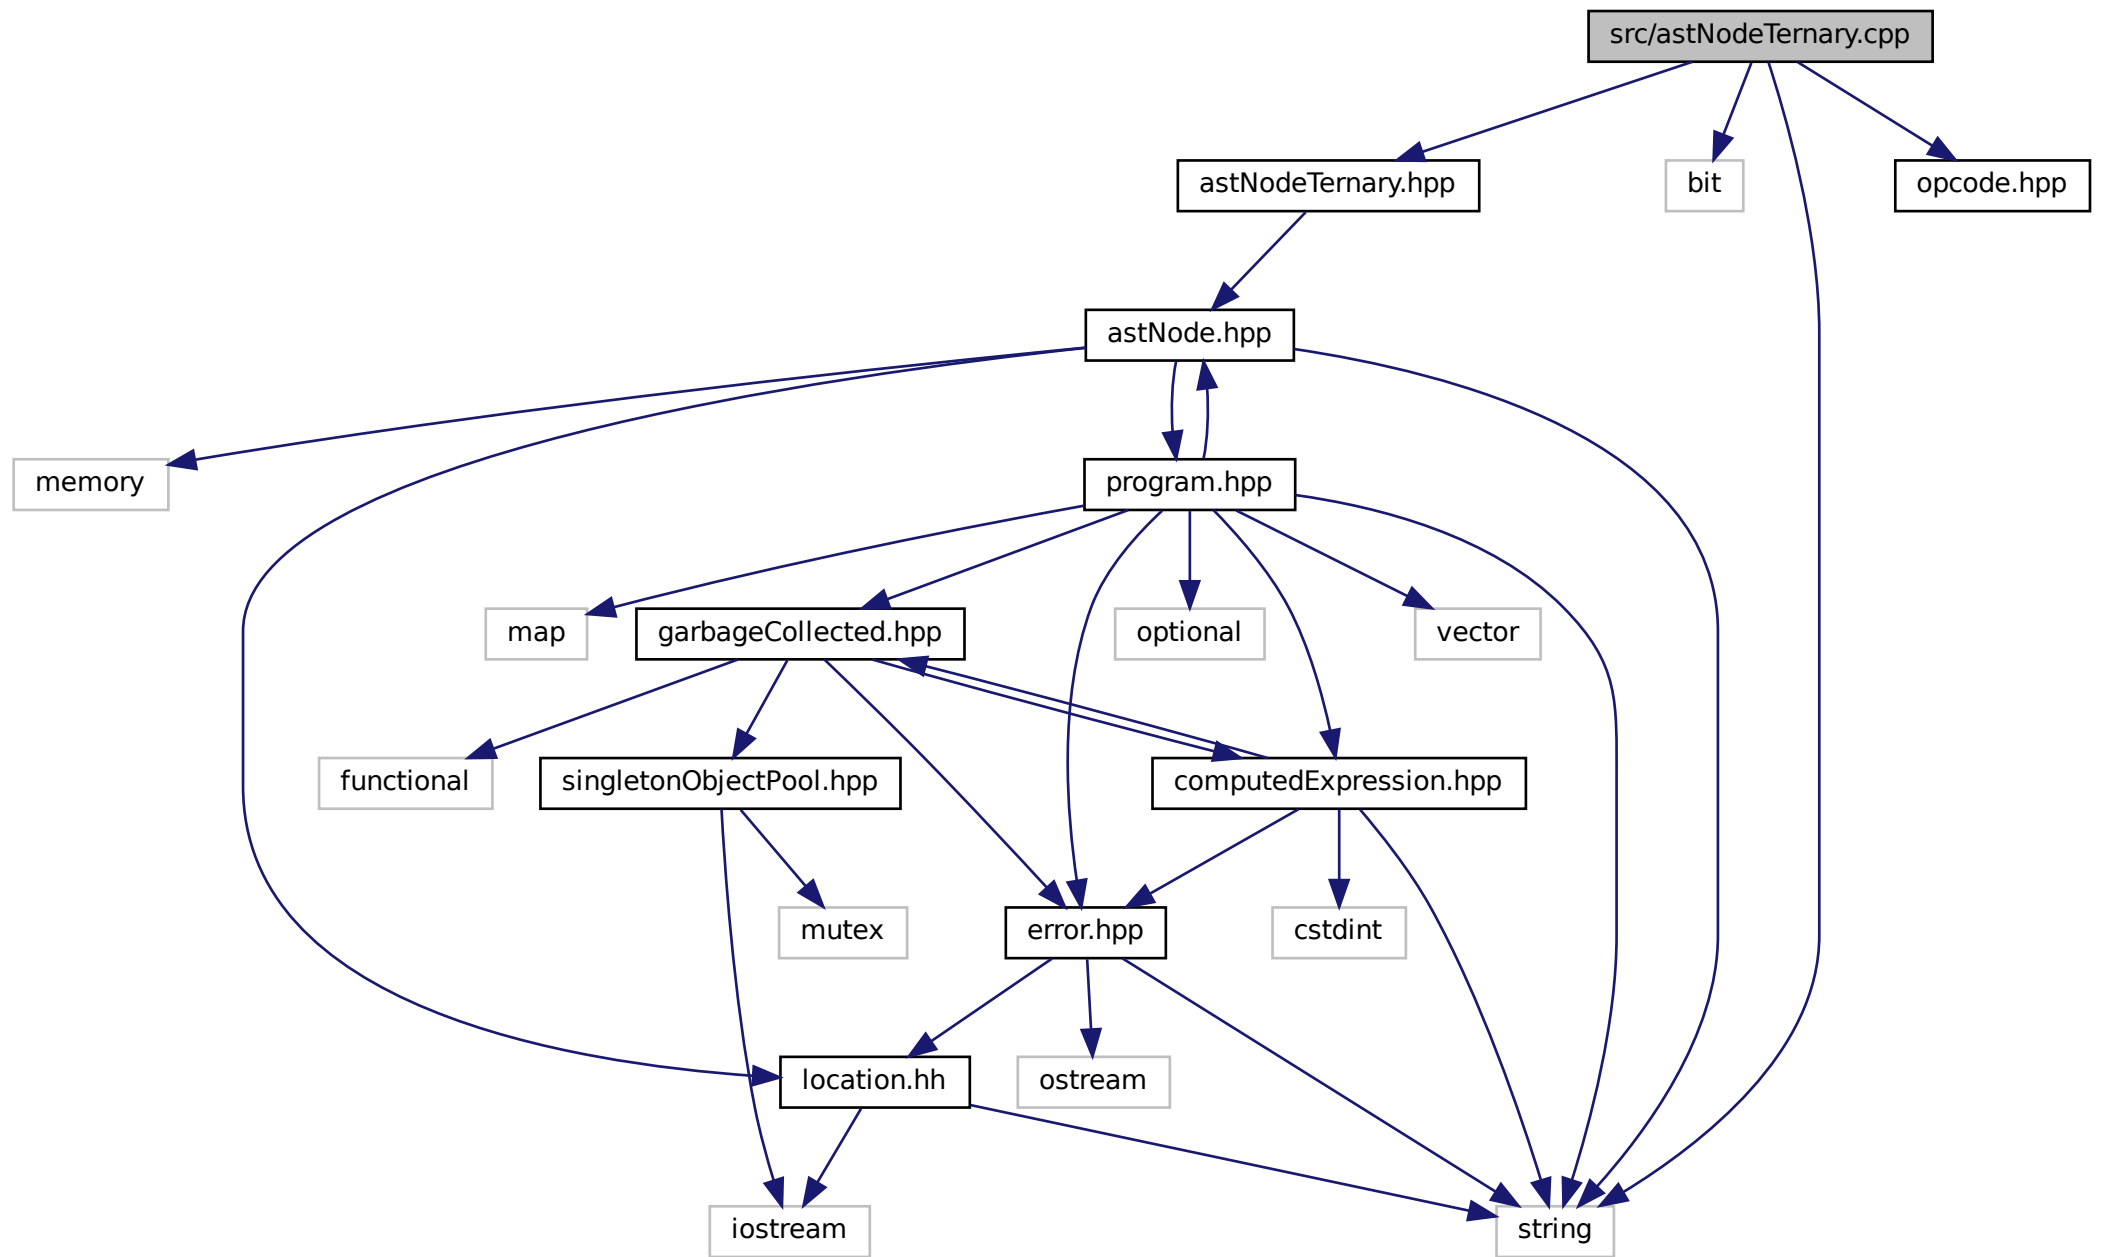 src/astNodeTernary.cpp
astNodeTernary.hpp
bit
opcode.hpp
astNode.hpp
memory
program.hpp
map
garbageCollected.hpp
optional
vector
functional
singletonObjectPool.hpp
computedExpression.hpp
mutex
error.hpp
cstdint
location.hh
ostream
iostream
string